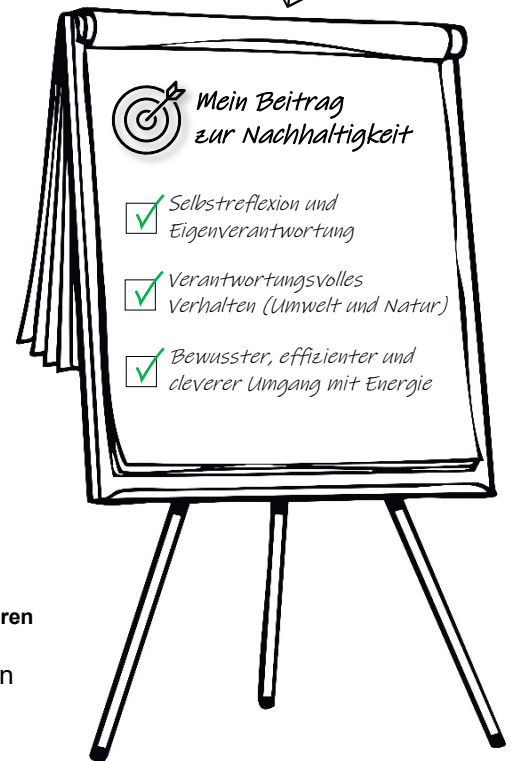 Mein Beitrag
zur Nachhaltigkeit
Selbstreflexion und
Eigenverantwortung
Verantwortungsvolles
Verhalten (Umwelt und Natur)
Bewusster, effizienter und
cleverer Umgang mit Energie
ren
n